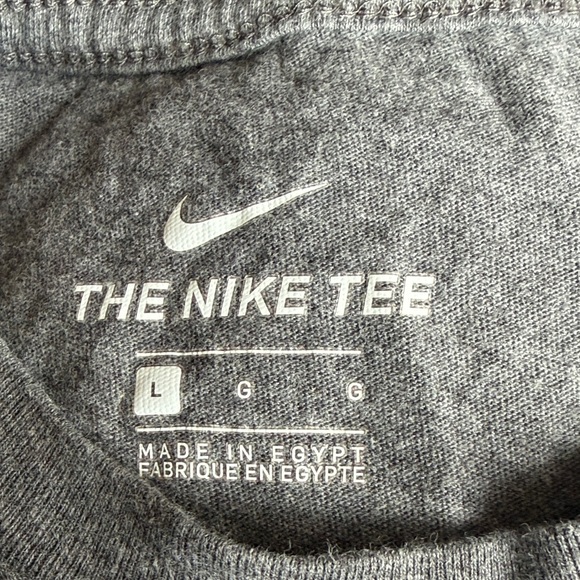 THE NIKE TEE
L G G
MADE IN EGYPT
FABRIQUE EN EGYPTE